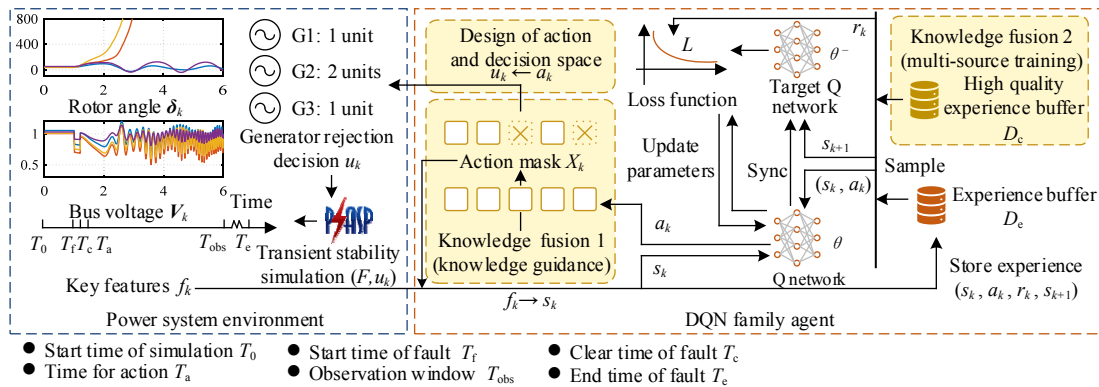 800
400
0
0
2
4
6
Rotor angle δk
1
0.5
0
2
4
6
Bus voltage Vk
Time
T0
Tf
Tc
Ta
Tobs
Te
G1: 1 unit
G2: 2 units
G3: 1 unit
Generator rejection
decision uk
PSASP
Transient stability
simulation (F,uk)
Key features fk
Power system environment
Design of action
and decision space
uk ← ak
Action mask Xk
Knowledge fusion 1
(knowledge guidance)
fk→ sk
ak
sk
L
Loss function
Update
parameters
Sync
θ−
Target Q
network
θ
Q network
rk
sk+1
(sk, ak)
Sample
Knowledge fusion 2
(multi-source training)
High quality
experience buffer
Dc
Experience buffer
De
Store experience
(sk, ak, rk, sk+1)
DQN family agent
● Start time of simulation T0
● Start time of fault Tf
● Clear time of fault Tc
● Time for action Ta
● Observation window Tobs
● End time of fault Te